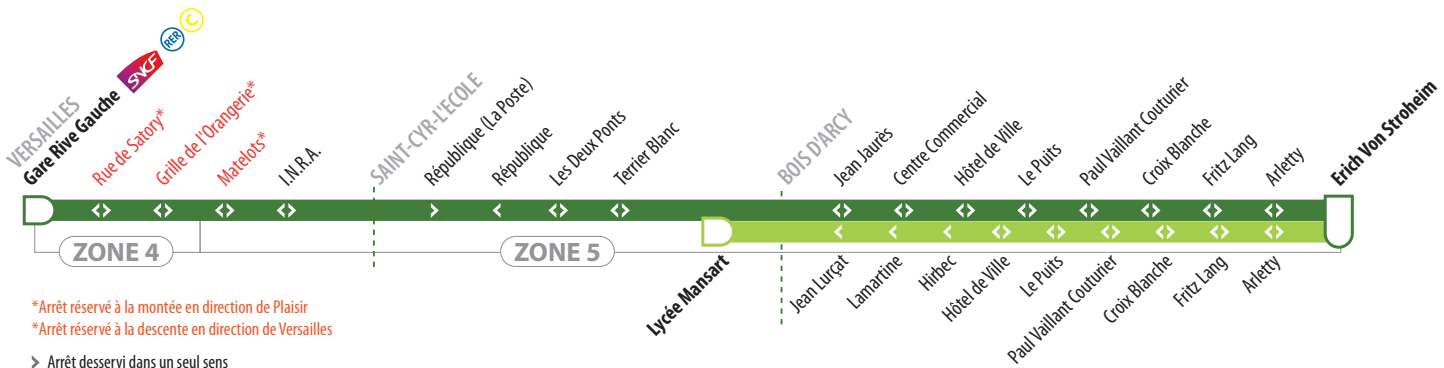 VERSAILLES
Gare Rive Gauche
SNCF
RER
C
Rue de Satory*
Grille de l'Orangerie*
Matelots*
I.N.R.A.
SAINT-CYR-L'ECOLE
République (La Poste)
République
Les Deux Ponts
Terrier Blanc
BOIS D'ARCY
Jean Jaurès
Centre Commercial
Hôtel de Ville
Le Puits
Paul Vaillant Couturier
Croix Blanche
Fritz Lang
Arletty
Erich Von Stroheim
ZONE 4
ZONE 5
Lycée Mansart
Jean Lurçat
Lamartine
Hirbec
Hôtel de Ville
Le Puits
Paul Vaillant Couturier
Croix Blanche
Fritz Lang
Arletty
*Arrêt réservé à la montée en direction de Plaisir
*Arrêt réservé à la descente en direction de Versailles
> Arrêt desservi dans un seul sens